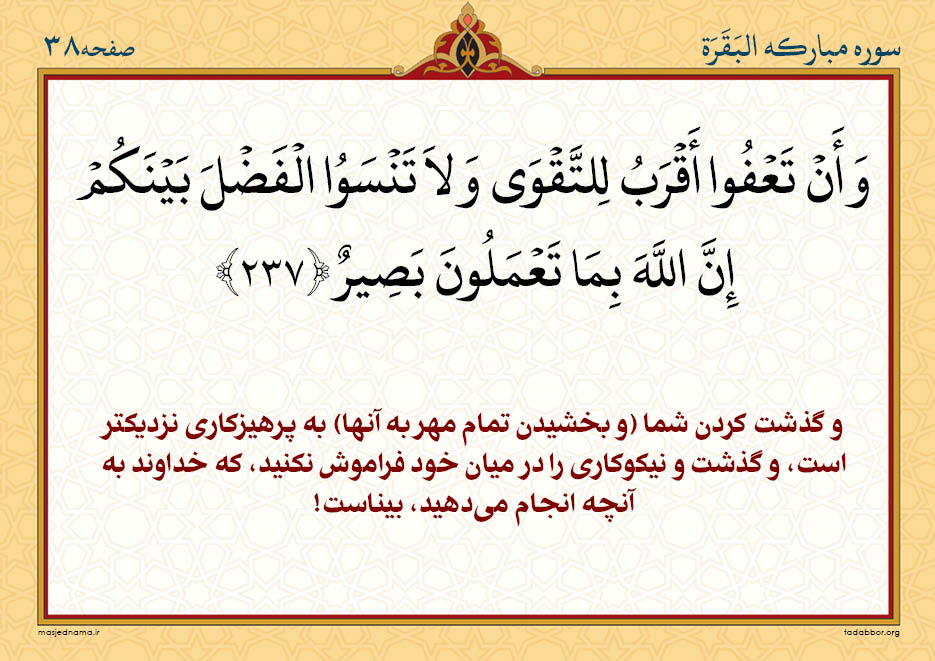 سوره مبارکه البَقَرَة
صفحه۳۸
وَ أَنْ تَعْفُوا أَقْرَبُ لِلتَّقْوَى وَ لاَ تَنْسَوُا الْفَضْلَ بَيْنَكُمْ
إِنَّ اللَّهَ بِمَا تَعْمَلُونَ بَصِيرٌ ﴿۲۳۷﴾
و گذشت کردن شما (و بخشیدن تمام مهر به آنها) به پرهیزکاری نزدیکتر
است، و گذشت و نیکوکاری را در میان خود فراموش نکنید، که خداوند به
آنچه انجام می‌دهید، بیناست!
masjednama.ir
tadabbor.org